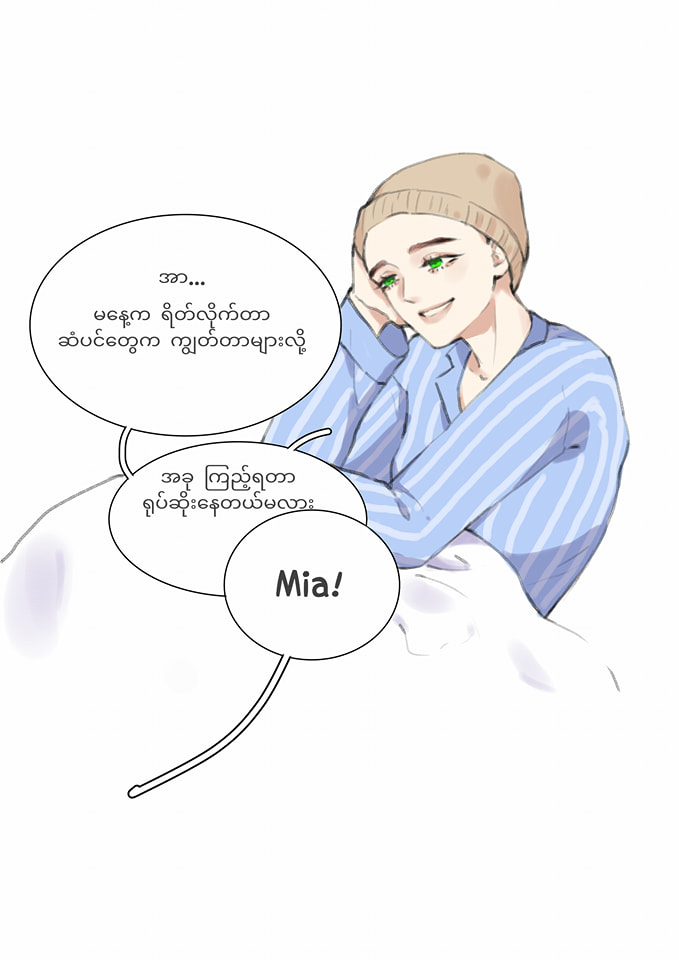 အာ...
မနေ့က ရိတ်လိုက်တာ
ဆံပင်တွေက ကျွတ်တာများလို့
အခု ကြည့်ရတာ
ရုပ်ဆိုးနေတယ်မလား
Mia!